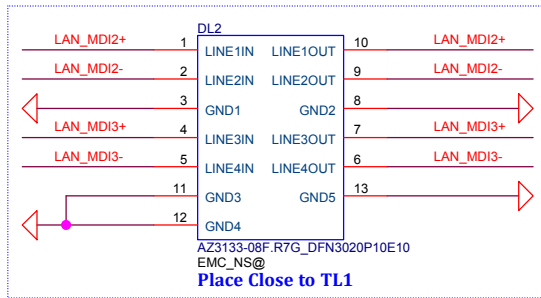 DL2
LAN_MDI2+ 1 LINE1IN LINE1OUT 10 LAN_MDI2+
LAN_MDI2- 2 LINE2IN LINE2OUT 9 LAN_MDI2-
3 GND1 GND2 8
LAN_MDI3+ 4 LINE3IN LINE3OUT 7 LAN_MDI3+
LAN_MDI3- 5 LINE4IN LINE4OUT 6 LAN_MDI3-
11 GND3 GND5 13
12 GND4
AZ3133-08F.R7G_DFN3020P10E10
EMC_NS@
Place Close to TL1